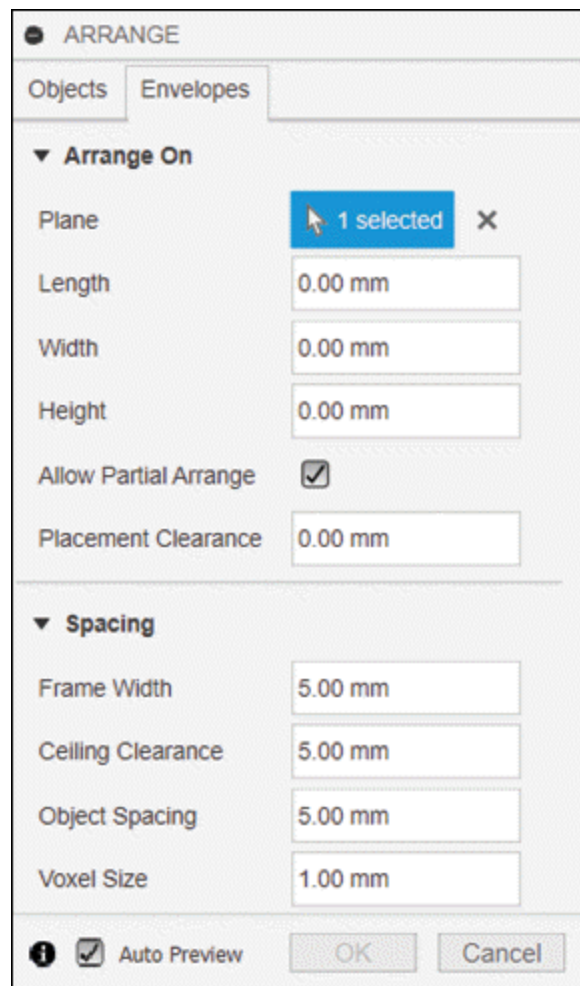 ARRANGE
Objects Envelopes
Arrange On
Plane 1 selected
Length 0.00 mm
Width 0.00 mm
Height 0.00 mm
Allow Partial Arrange
Placement Clearance 0.00 mm
Spacing
Frame Width 5.00 mm
Ceiling Clearance 5.00 mm
Object Spacing 5.00 mm
Voxel Size 1.00 mm
Auto Preview OK Cancel